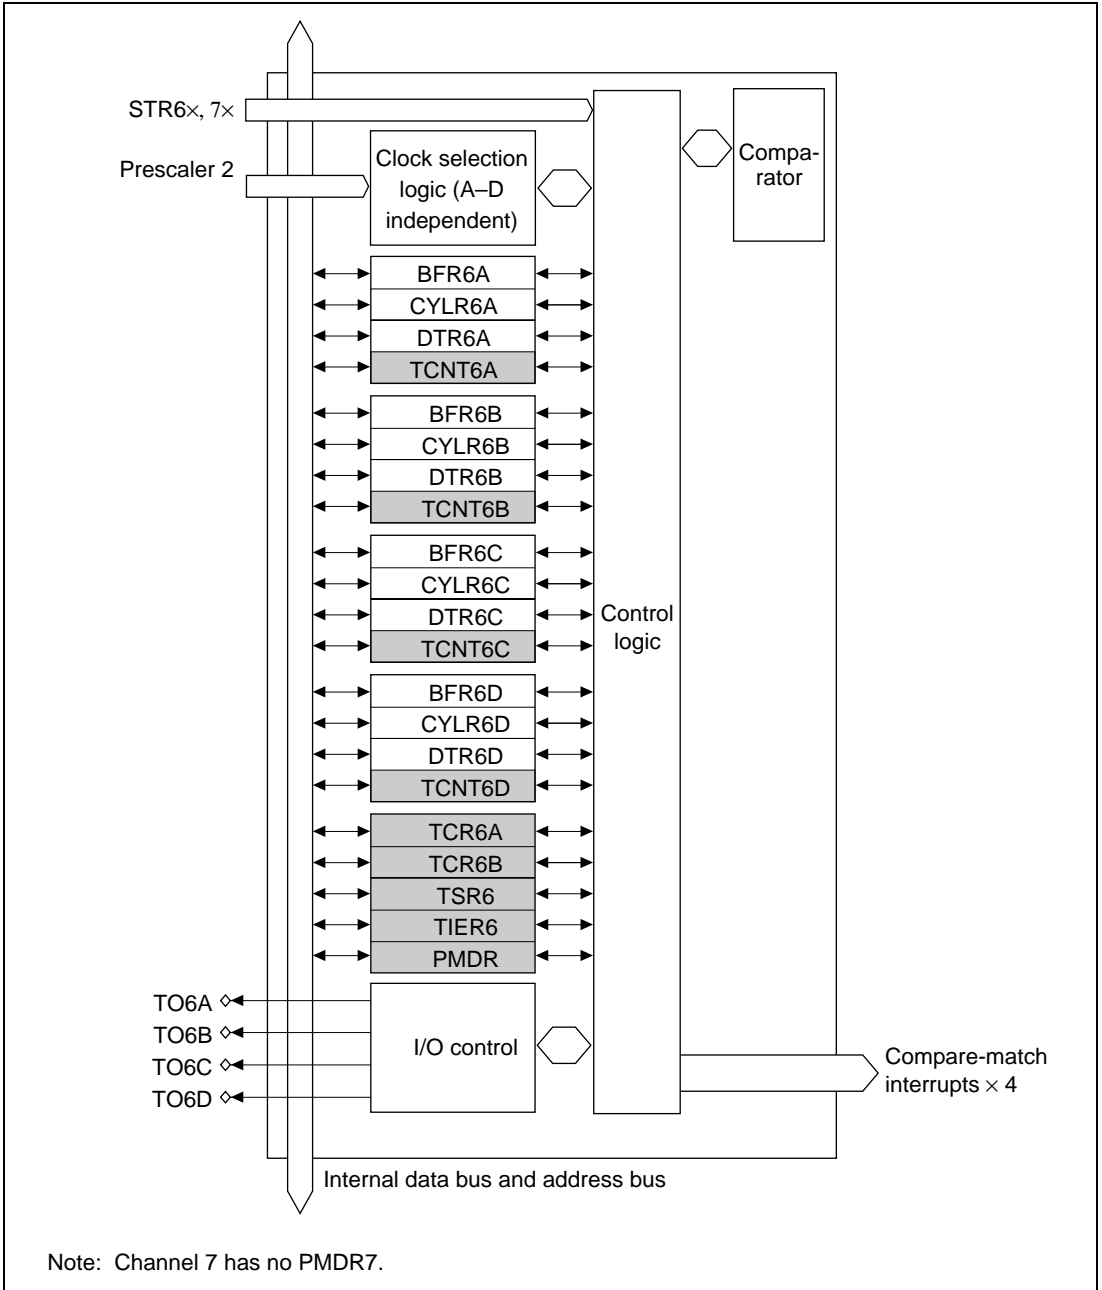 STR6×, 7×
Prescaler 2
Clock selection
logic (A–D
independent)
Compa-
rator
BFR6A
CYLR6A
DTR6A
TCNT6A
BFR6B
CYLR6B
DTR6B
TCNT6B
BFR6C
CYLR6C
DTR6C
TCNT6C
Control
logic
BFR6D
CYLR6D
DTR6D
TCNT6D
TCR6A
TCR6B
TSR6
TIER6
PMDR
TO6A
TO6B
TO6C
TO6D
I/O control
Compare-match
interrupts × 4
Internal data bus and address bus
Note: Channel 7 has no PMDR7.